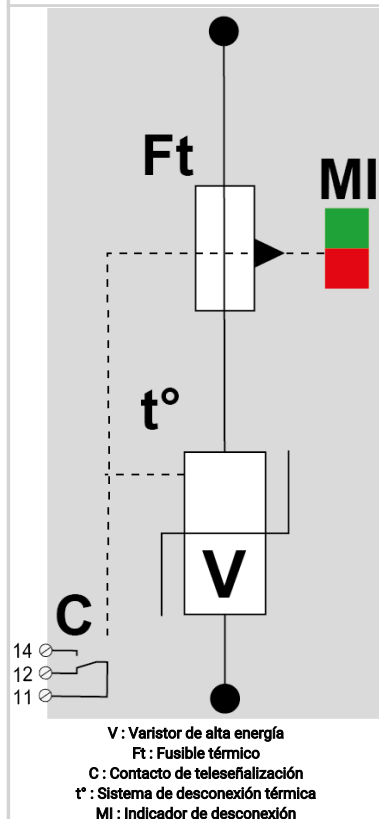 Ft
MI
t°
V
C
14
12
11
V : Varistor de alta energía
Ft : Fusible térmico
C : Contacto de teleseñalización
t° : Sistema de desconexión térmica
MI : Indicador de desconexión